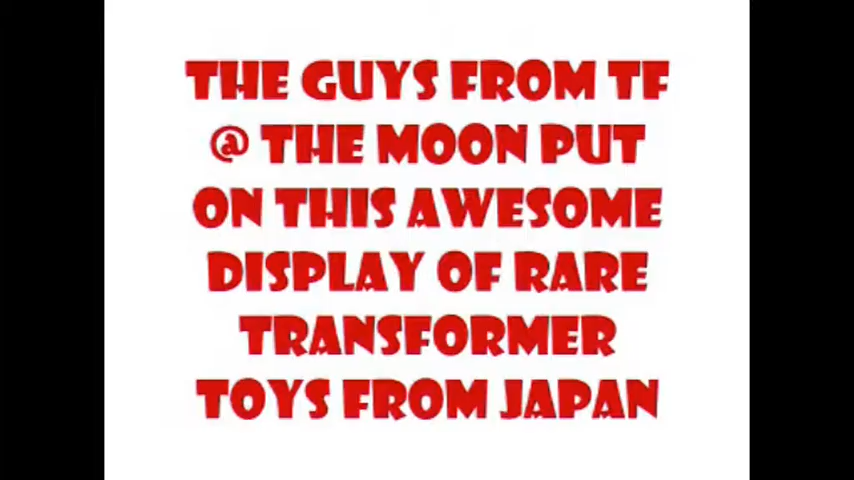 THE GUYS FROM TF
@ THE MOON PUT
ON THIS AWESOME
DISPLAY OF RARE
TRANSFORMER
TOYS FROM JAPAN